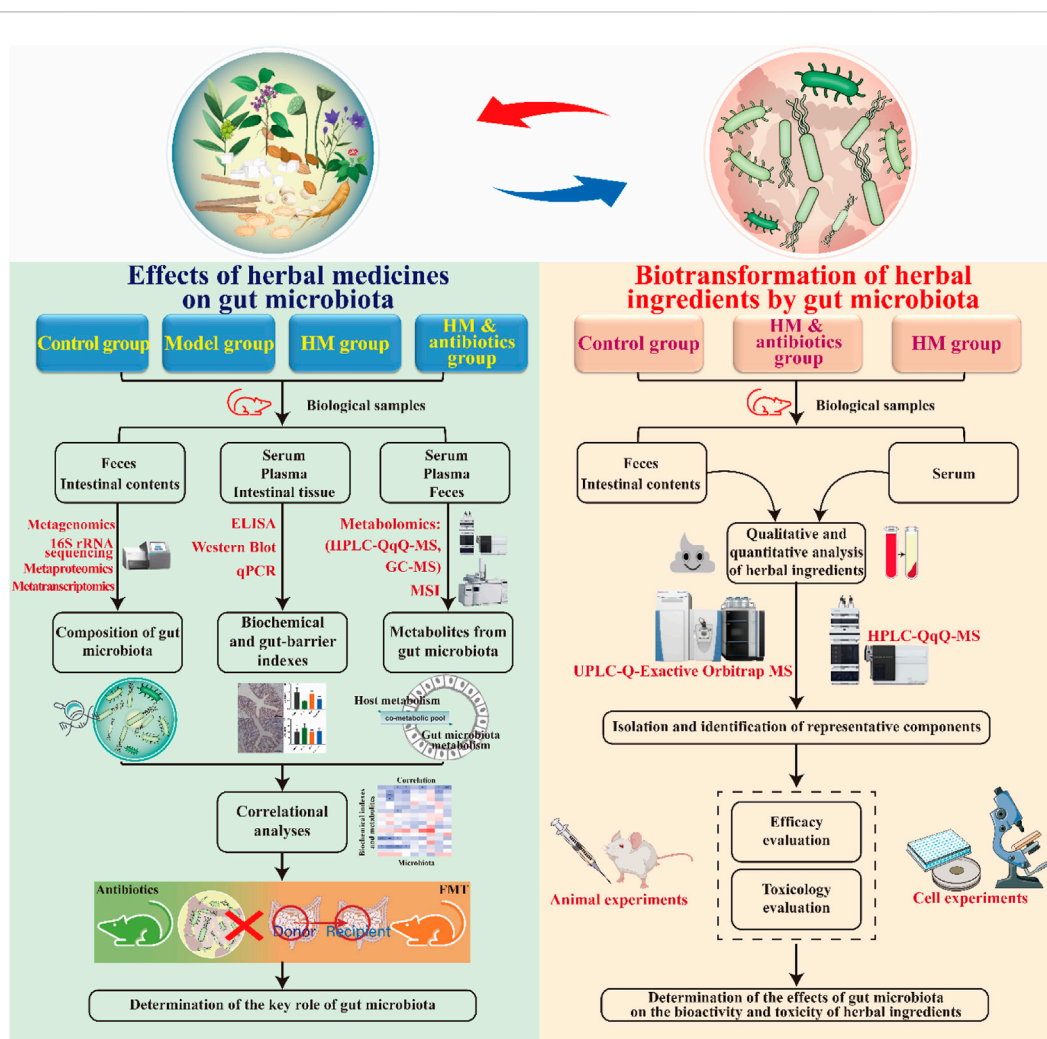 Effects of herbal medicines
on gut microbiota
Control group
Model group
HM group
HM &
antibiotics
group
Biological samples
Feces
Intestinal contents
Serum
Plasma
Intestinal tissue
Serum
Plasma
Feces
Metagenomics
16S rRNA
sequencing
Metaproteomics
Metatranscriptomics
ELISA
Western Blot
qPCR
Metabolomics:
(HPLC-QqQ-MS,
GC-MS)
MSI
Composition of gut
microbiota
Biochemical
and gut-barrier
indexes
Metabolites from
gut microbiota
Host metabolism
co-metabolic pool
Gut microbiota
metabolism
Correlational
analyses
Correlation
Biochemical indexes
and metabolites
Microbiota
Antibiotics
FMT
Donor
Recipient
Determination of the key role of gut microbiota
Biotransformation of herbal
ingredients by gut microbiota
Control group
HM &
antibiotics
group
HM group
Biological samples
Feces
Intestinal contents
Serum
Qualitative and
quantitative analysis
of herbal ingredients
UPLC-Q-Exactive Orbitrap MS
HPLC-QqQ-MS
Isolation and identification of representative components
Efficacy
evaluation
Toxicology
evaluation
Animal experiments
Cell experiments
Determination of the effects of gut microbiota
on the bioactivity and toxicity of herbal ingredients